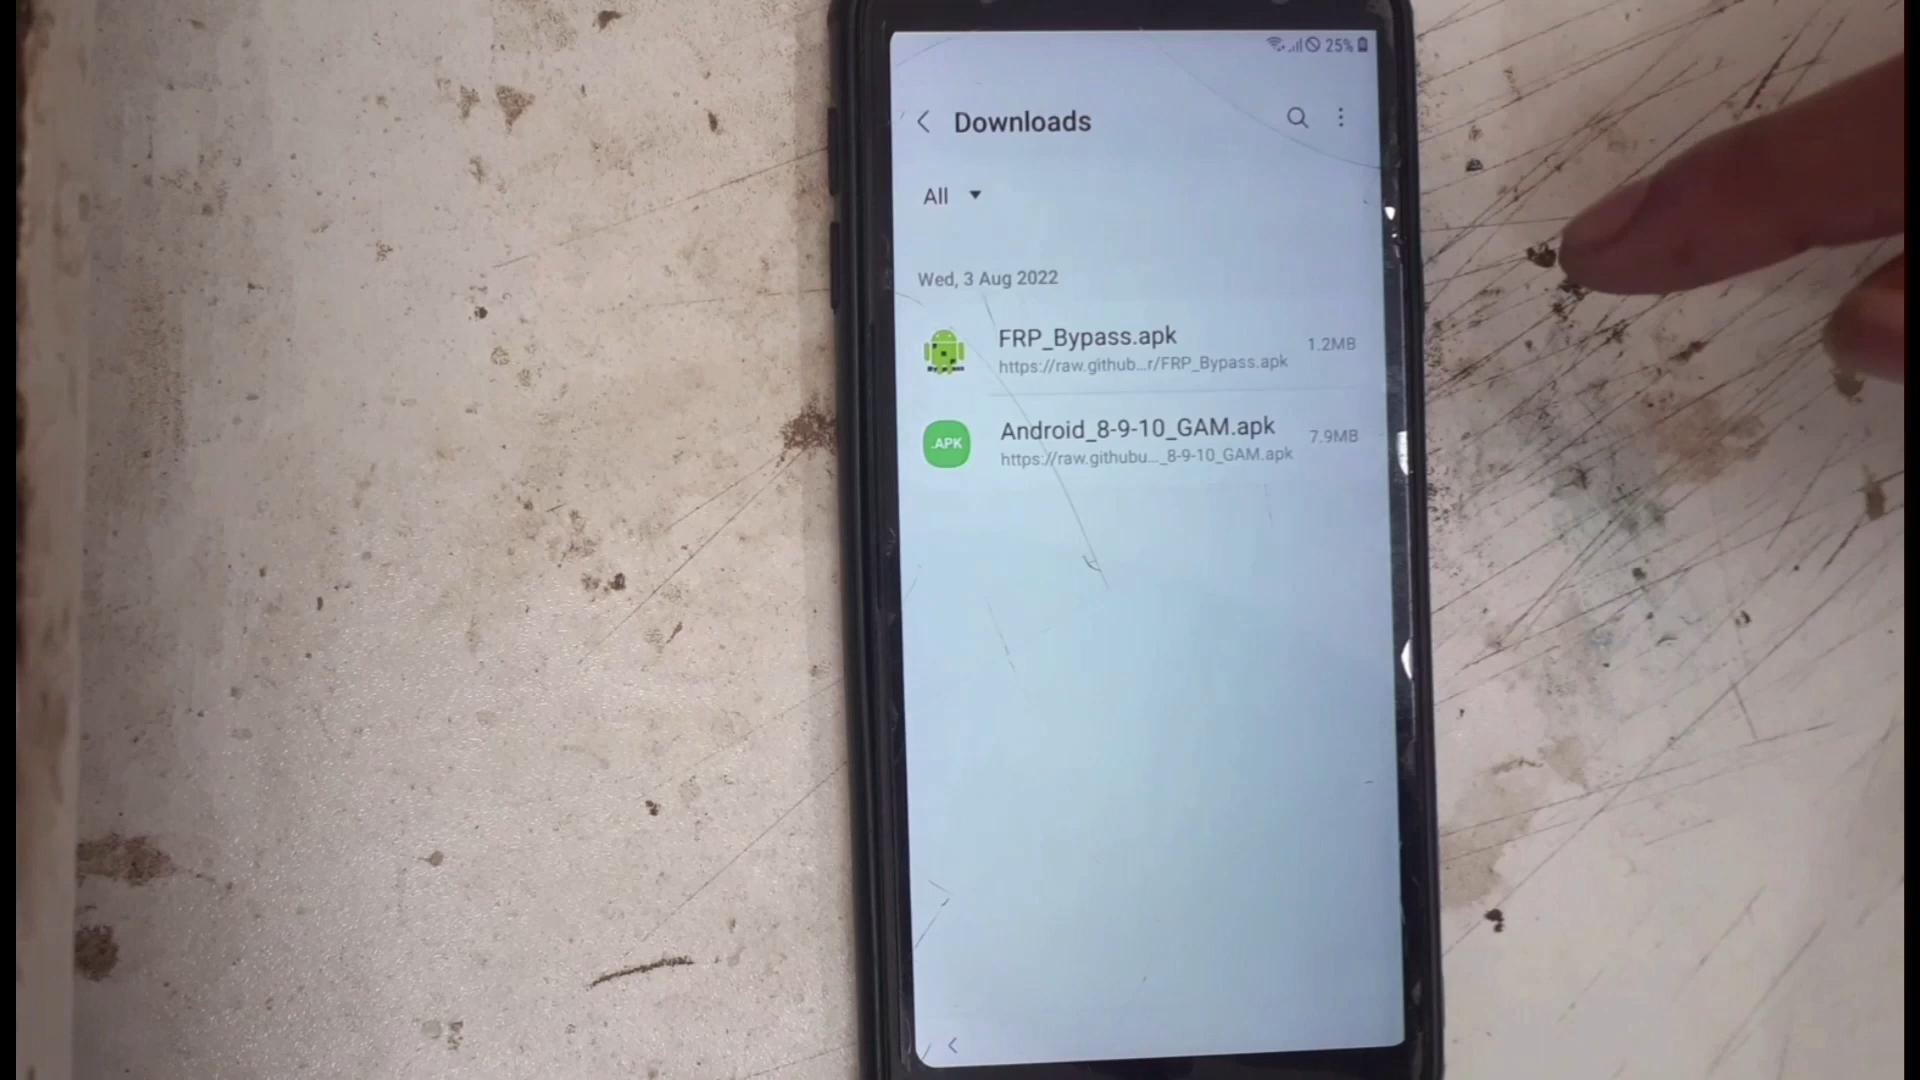 25%
Downloads
All
Wed, 3 Aug 2022
FRP_Bypass.apk
1.2MB
https://raw.github...r/FRP_Bypass.apk
.APK
Android_8-9-10_GAM.apk
7.9MB
https://raw.githubu..._8-9-10_GAM.apk